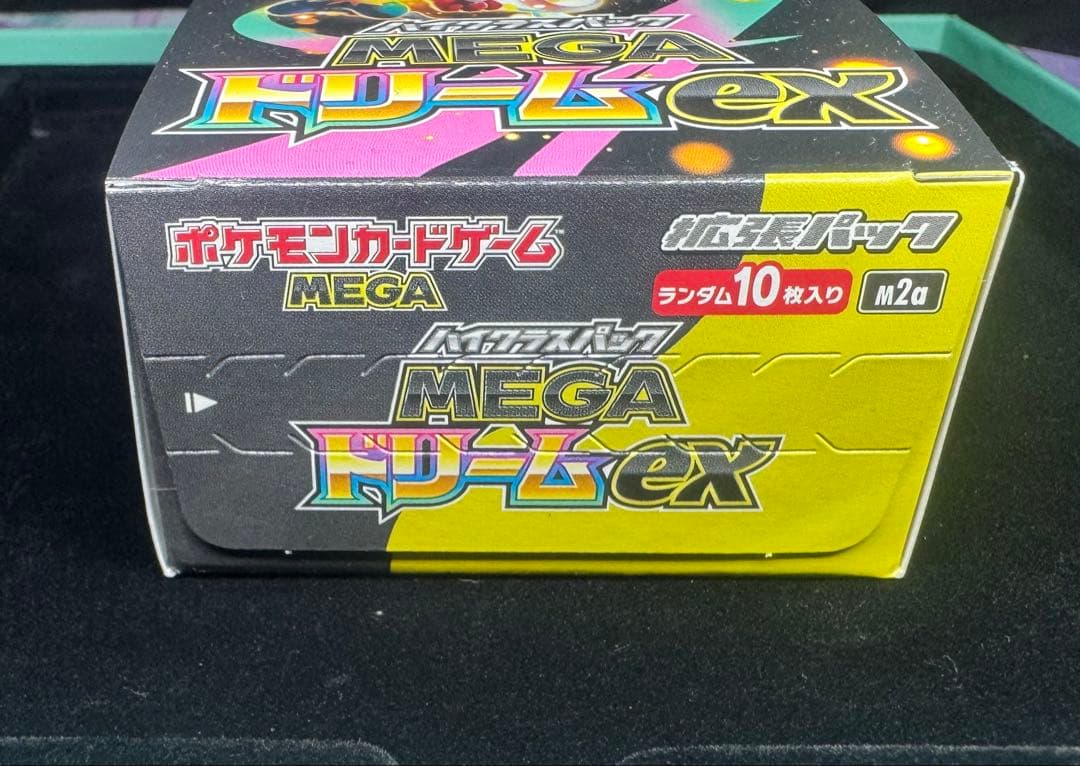 ハイクラスパック
MEGA
ドリームex
ポケモンカードゲーム
MEGA
拡張パック
ランダム10枚入り
M2a
ハイクラスパック
MEGA
ドリームex